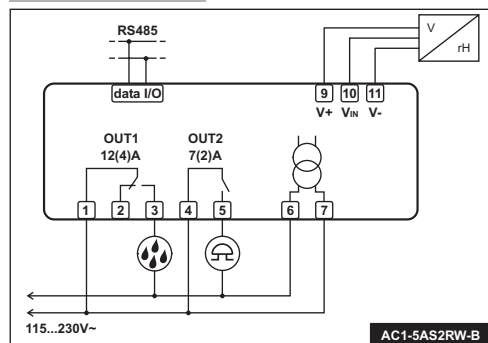 RS485
V
rH
data I/O
9 10 11
V+ VIN V-
OUT1 OUT2
12(4)A 7(2)A
1 2 3 4 5 6 7
115...230V~
AC1-5AS2RW-B